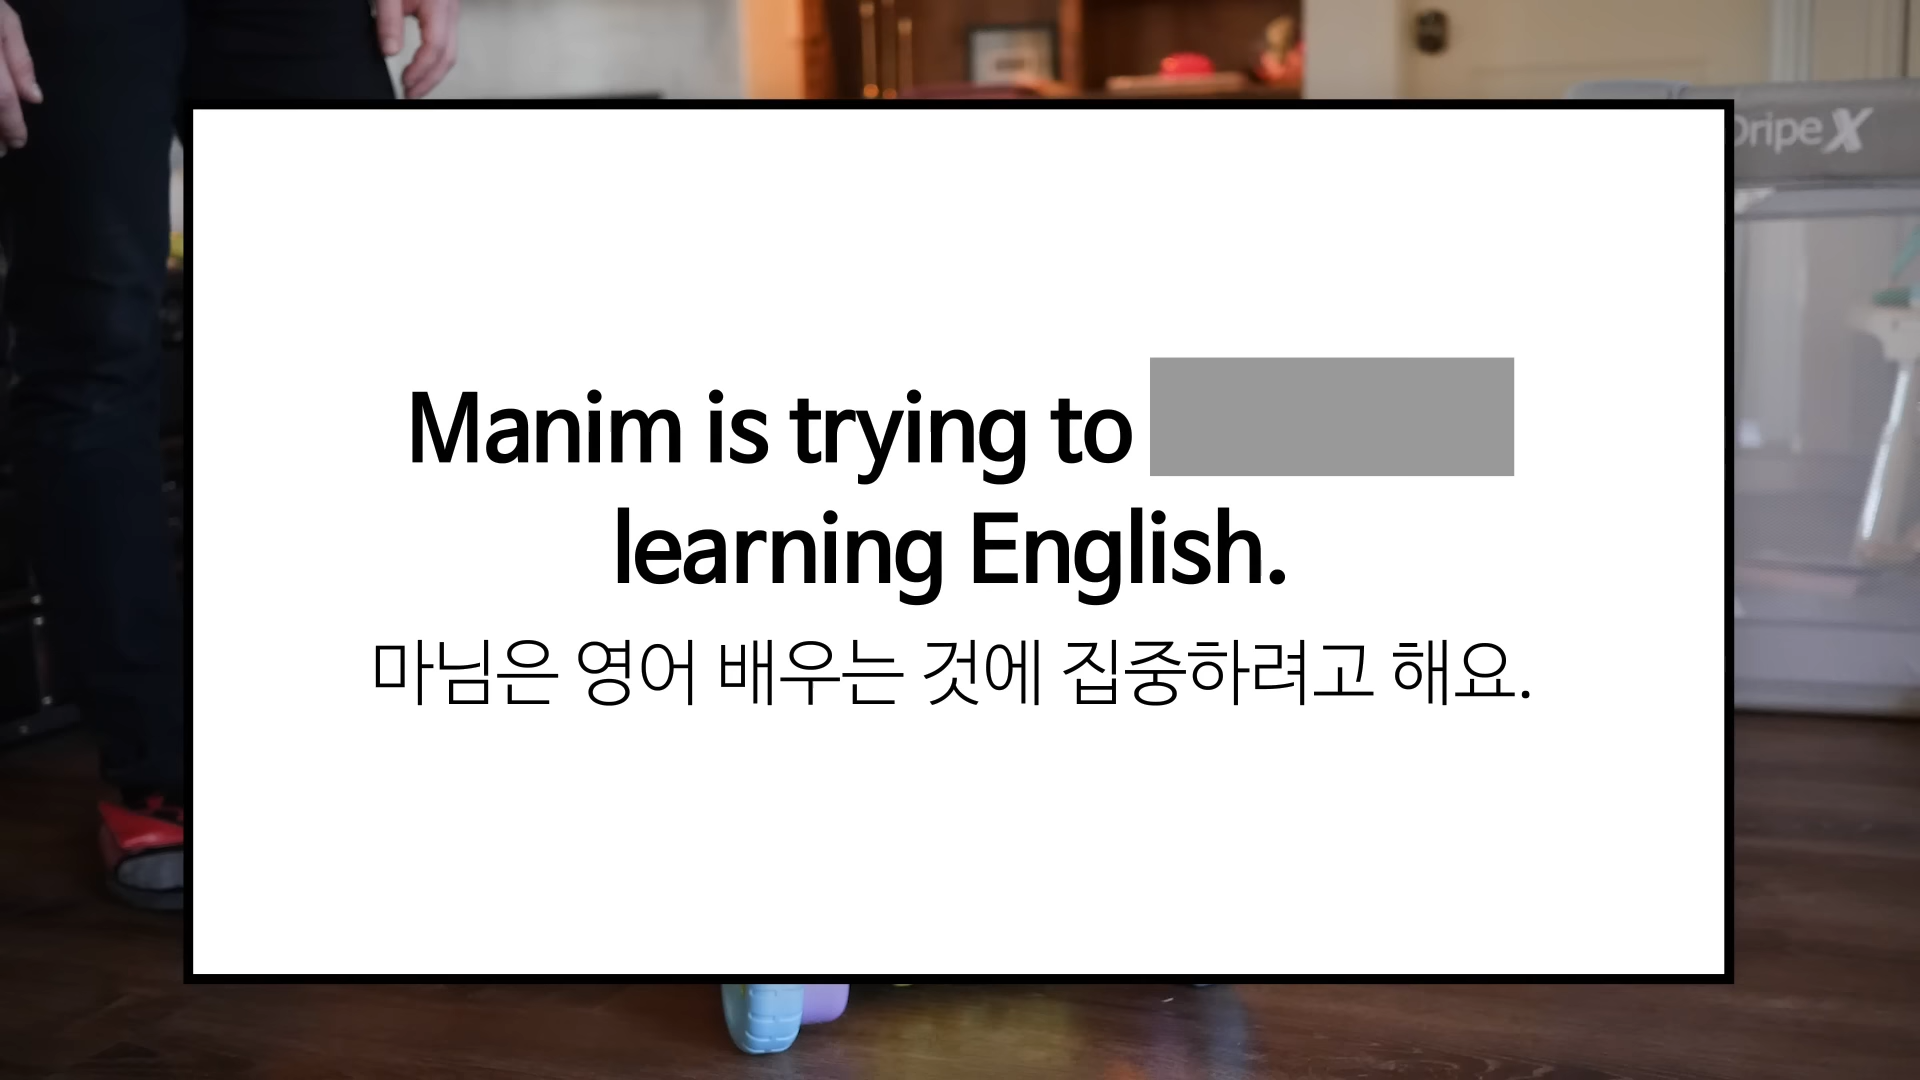 Manim is trying to
learning English.
마님은 영어 배우는 것에 집중하려고 해요.
DripeX